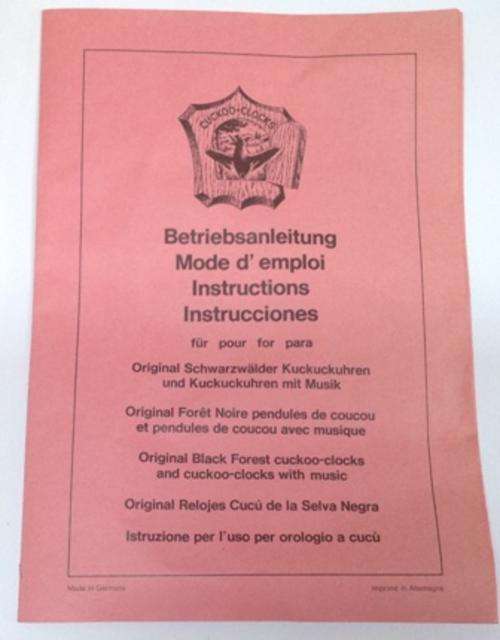 CUCKOO-CLOCKS
Betriebsanleitung
Mode d' emploi
Instructions
Instrucciones
für pour for para
Original Schwarzwälder Kuckuckuhren
und Kuckuckuhren mit Musik
Original Forêt Noire pendules de coucou
et pendules de coucou avec musique
Original Black Forest cuckoo-clocks
and cuckoo-clocks with music
Original Relojes Cucú de la Selva Negra
Istruzione per l'uso per orologio a cucù
Made in Germany
Imprimé in Allemagne